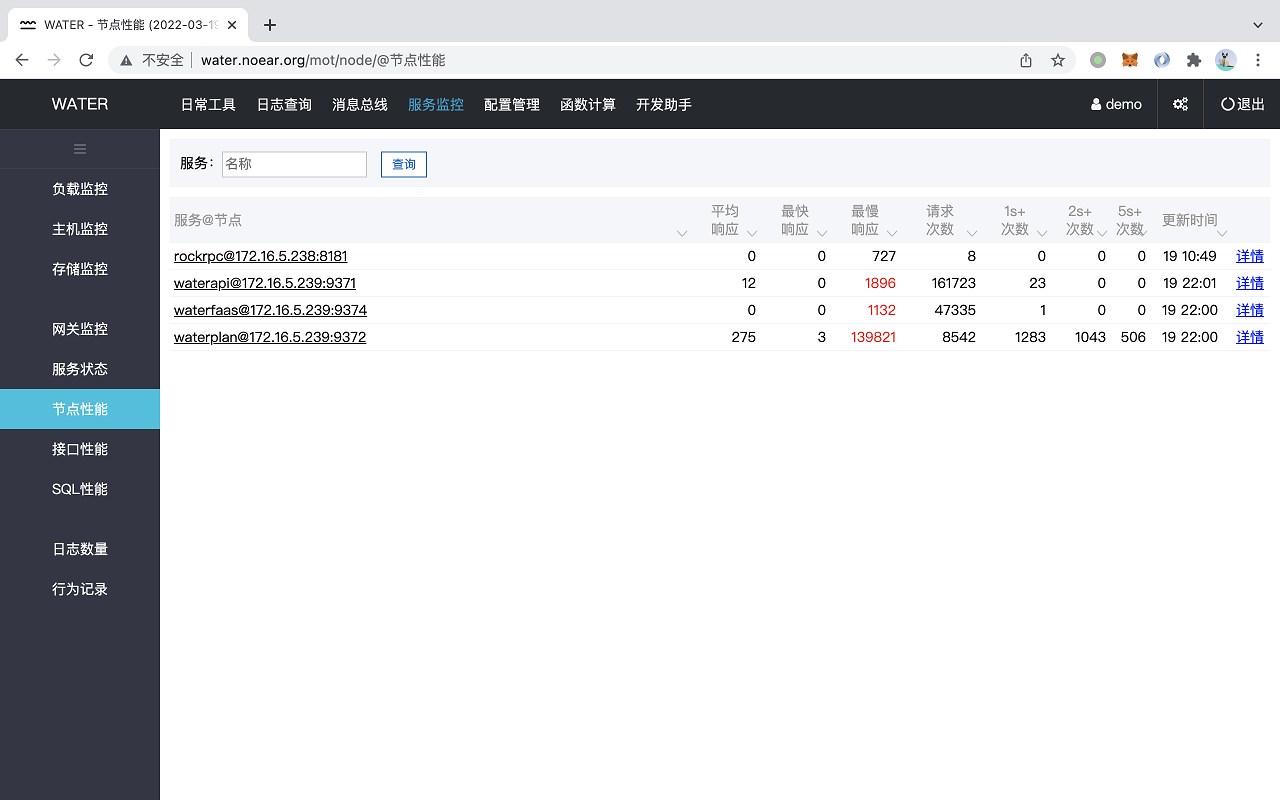 WATER - 节点性能 (2022-03-19
不安全 water.noear.org/mot/node/@节点性能
WATER 日常工具 日志查询 消息总线 服务监控 配置管理 函数计算 开发助手 demo 退出
负载监控
主机监控
存储监控
网关监控
服务状态
节点性能
接口性能
SQL性能
日志数量
行为记录
服务: 名称 查询
服务@节点 平均响应 最快响应 最慢响应 请求次数 1s+次数 2s+次数 5s+次数 更新时间
rockrpc@172.16.5.238:8181 0 0 727 8 0 0 0 19 10:49 详情
waterapi@172.16.5.239:9371 12 0 1896 161723 23 0 0 19 22:01 详情
waterfaas@172.16.5.239:9374 0 0 1132 47335 1 0 0 19 22:00 详情
waterplan@172.16.5.239:9372 275 3 139821 8542 1283 1043 506 19 22:00 详情